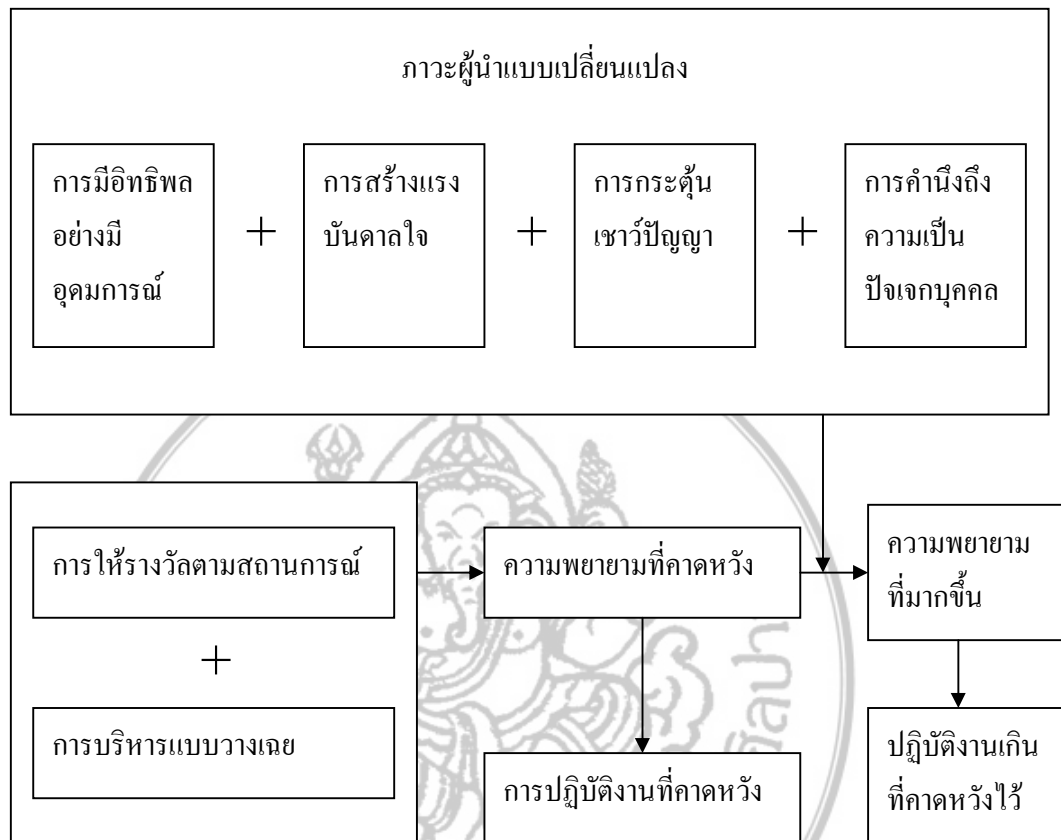 ภาวะผู้นำแบบเปลี่ยนแปลง
การมีอิทธิพล
อย่างมี
อุดมการณ์
+
การสร้างแรง
บันดาลใจ
+
การกระตุ้น
เชาว์ปัญญา
+
การคำนึงถึง
ความเป็น
ปัจเจกบุคคล
การให้รางวัลตามสถานการณ์
+
การบริหารแบบวางเฉย
ความพยายามที่คาดหวัง
การปฏิบัติงานที่คาดหวัง
ความพยายาม
ที่มากขึ้น
ปฏิบัติงานเกิน
ที่คาดหวังไว้